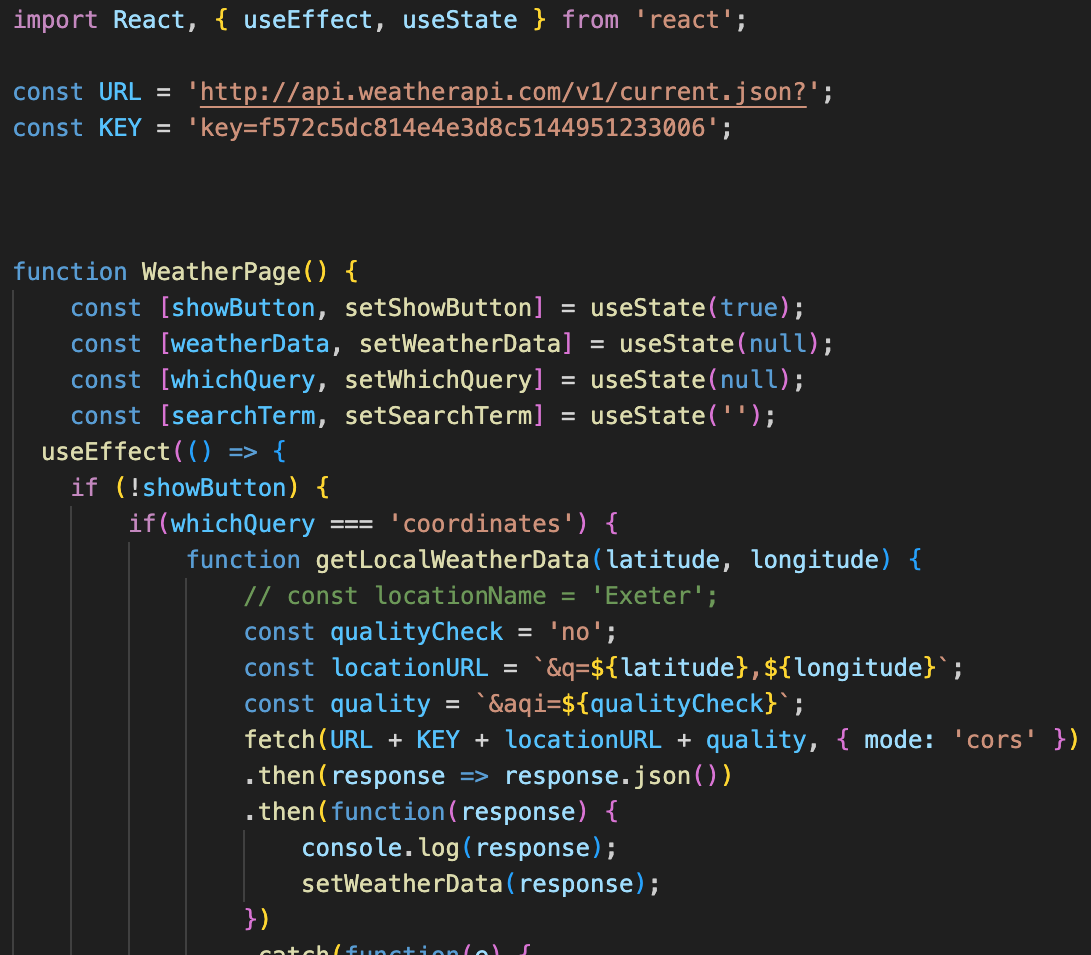 import React, { useEffect, useState } from 'react';
const URL = 'http://api.weatherapi.com/v1/current.json?';
const KEY = 'key=f572c5dc814e4e3d8c5144951233006';
function WeatherPage() {
const [showButton, setShowButton] = useState(true);
const [weatherData, setWeatherData] = useState(null);
const [whichQuery, setWhichQuery] = useState(null);
const [searchTerm, setSearchTerm] = useState('');
useEffect(() => {
if (!showButton) {
if(whichQuery === 'coordinates') {
function getLocalWeatherData(latitude, longitude) {
// const locationName = 'Exeter';
const qualityCheck = 'no';
const locationURL = `&q=${latitude},${longitude}`;
const quality = `&aqi=${qualityCheck}`;
fetch(URL + KEY + locationURL + quality, { mode: 'cors' })
.then(response => response.json())
.then(function(response) {
console.log(response);
setWeatherData(response);
})
.catch(function(e) {